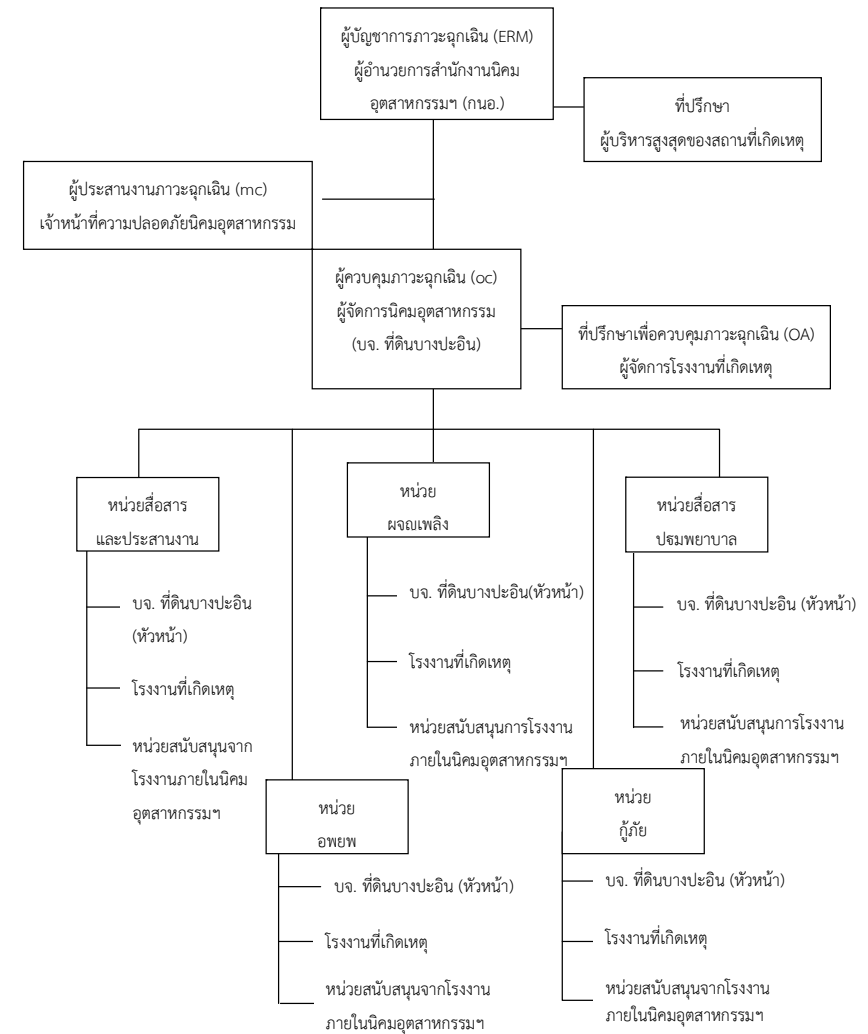 ผู้บัญชาการภาวะฉุกเฉิน (ERM)
ผู้อำนวยการสำนักงานนิคม
อุตสาหกรรมฯ (กนอ.)
ที่ปรึกษา
ผู้บริหารสูงสุดของสถานที่เกิดเหตุ
ผู้ประสานงานภาวะฉุกเฉิน (mc)
เจ้าหน้าที่ความปลอดภัยนิคมอุตสาหกรรม
ผู้ควบคุมภาวะฉุกเฉิน (oc)
ผู้จัดการนิคมอุตสาหกรรม
(บจ. ที่ดินบางปะอิน)
ที่ปรึกษาเพื่อควบคุมภาวะฉุกเฉิน (OA)
ผู้จัดการโรงงานที่เกิดเหตุ
หน่วยสื่อสาร
และประสานงาน
บจ. ที่ดินบางปะอิน
(หัวหน้า)
โรงงานที่เกิดเหตุ
หน่วยสนับสนุนจาก
โรงงานภายในนิคม
อุตสาหกรรมฯ
หน่วย
ผจญเพลิง
บจ. ที่ดินบางปะอิน(หัวหน้า)
โรงงานที่เกิดเหตุ
หน่วยสนับสนุนการโรงงาน
ภายในนิคมอุตสาหกรรมฯ
หน่วยสื่อสาร
ปฐมพยาบาล
บจ. ที่ดินบางปะอิน (หัวหน้า)
โรงงานที่เกิดเหตุ
หน่วยสนับสนุนการโรงงาน
ภายในนิคมอุตสาหกรรมฯ
หน่วย
อพยพ
บจ. ที่ดินบางปะอิน (หัวหน้า)
โรงงานที่เกิดเหตุ
หน่วยสนับสนุนจากโรงงาน
ภายในนิคมอุตสาหกรรมฯ
หน่วย
กู้ภัย
บจ. ที่ดินบางปะอิน (หัวหน้า)
โรงงานที่เกิดเหตุ
หน่วยสนับสนุนจากโรงงาน
ภายในนิคมอุตสาหกรรมฯ